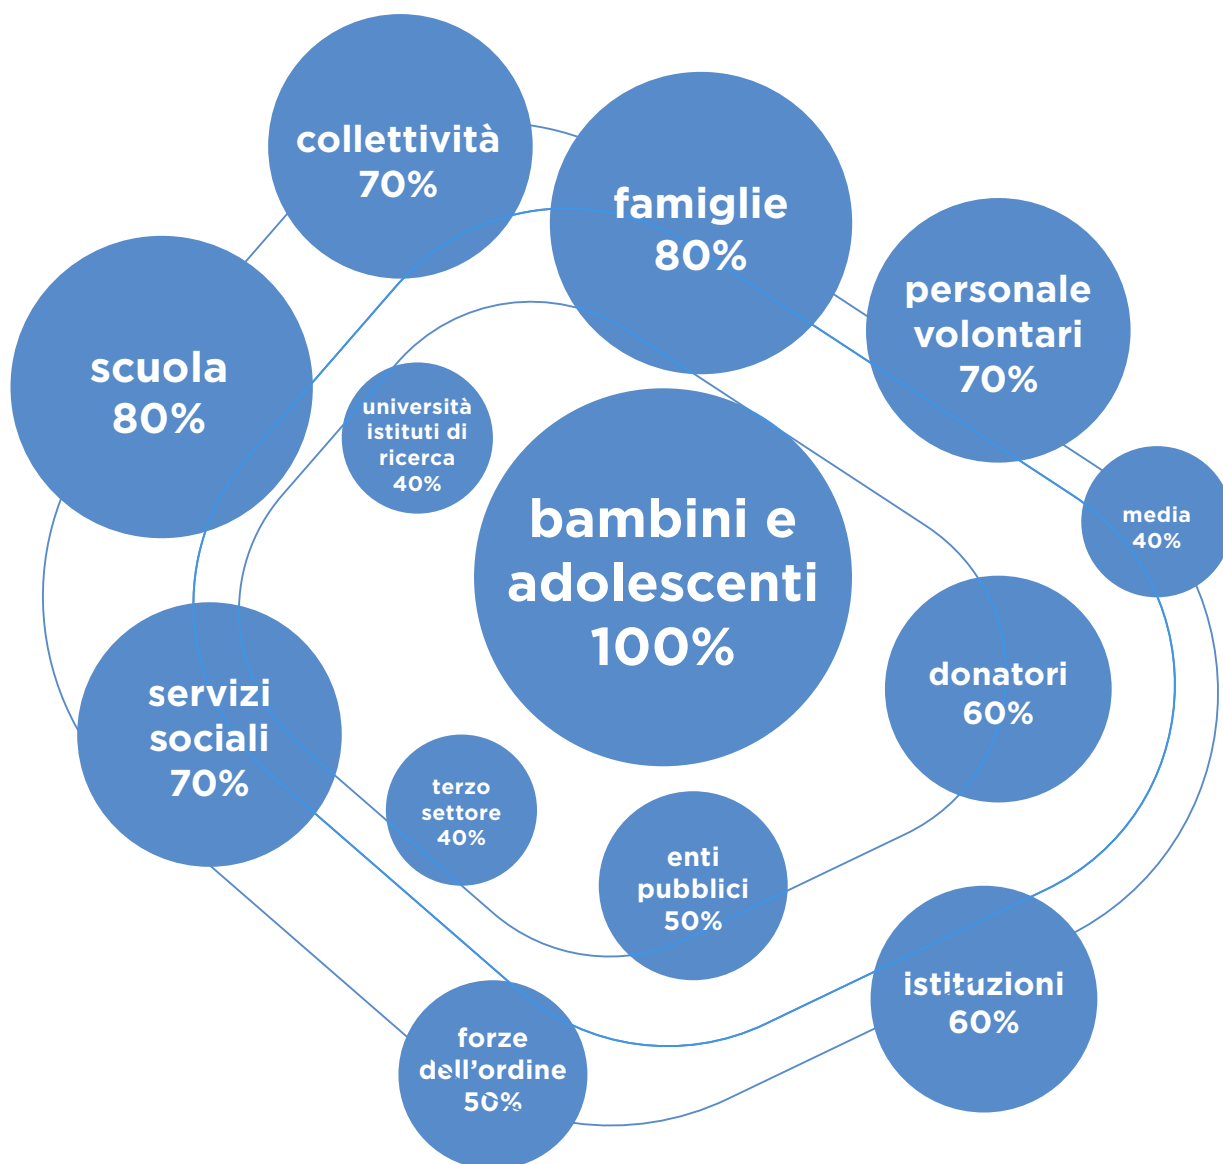 collettività
70%
famiglie
80%
personale
volontari
70%
scuola
80%
università
istituti di
ricerca
40%
bambini e
adolescenti
100%
media
40%
servizi
sociali
70%
donatori
60%
terzo
settore
40%
enti
pubblici
50%
istituzioni
60%
forze
dell'ordine
50%